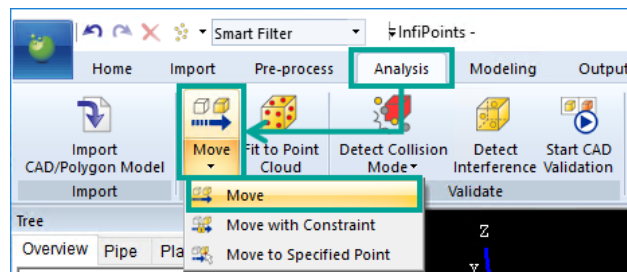 Smart Filter
InfiPoints -
Home Import Pre-process Analysis Modeling Output
Import
CAD/Polygon Model
Move
Fit to Point
Cloud
Detect Collision
Mode
Detect
Interference
Start CAD
Validation
Import
Validate
Move
Move with Constraint
Move to Specified Point
Tree
Overview Pipe Pla
Z
Y